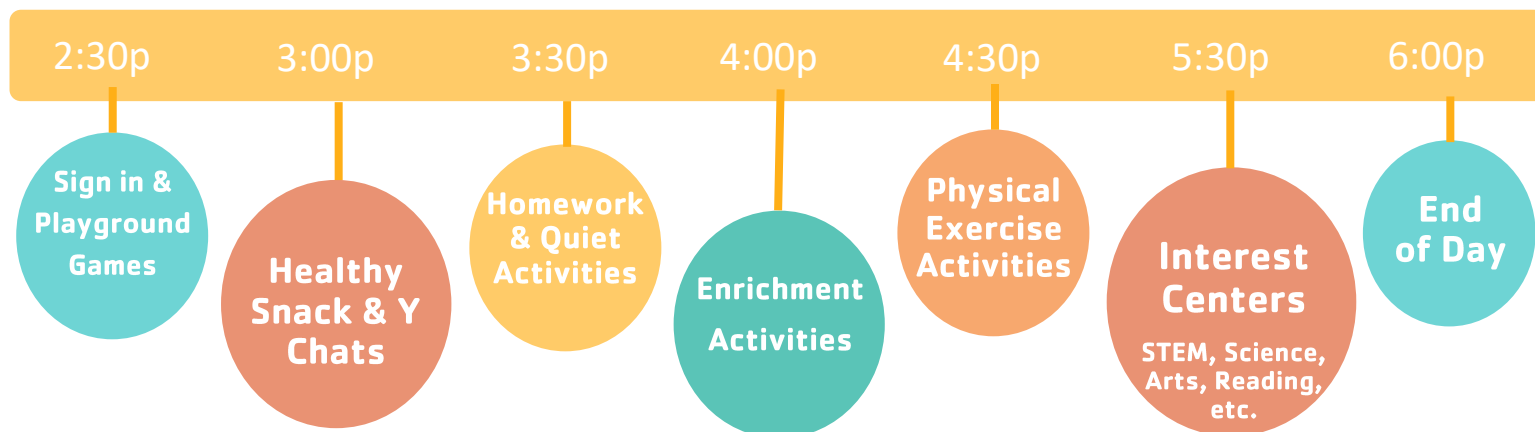 2:30p 3:00p 3:30p 4:00p 4:30p 5:30p 6:00p
Sign in &
Playground
Games
Healthy
Snack & Y
Chats
Homework
& Quiet
Activities
Enrichment
Activities
Physical
Exercise
Activities
Interest
Centers
STEM, Science,
Arts, Reading,
etc.
End
of Day